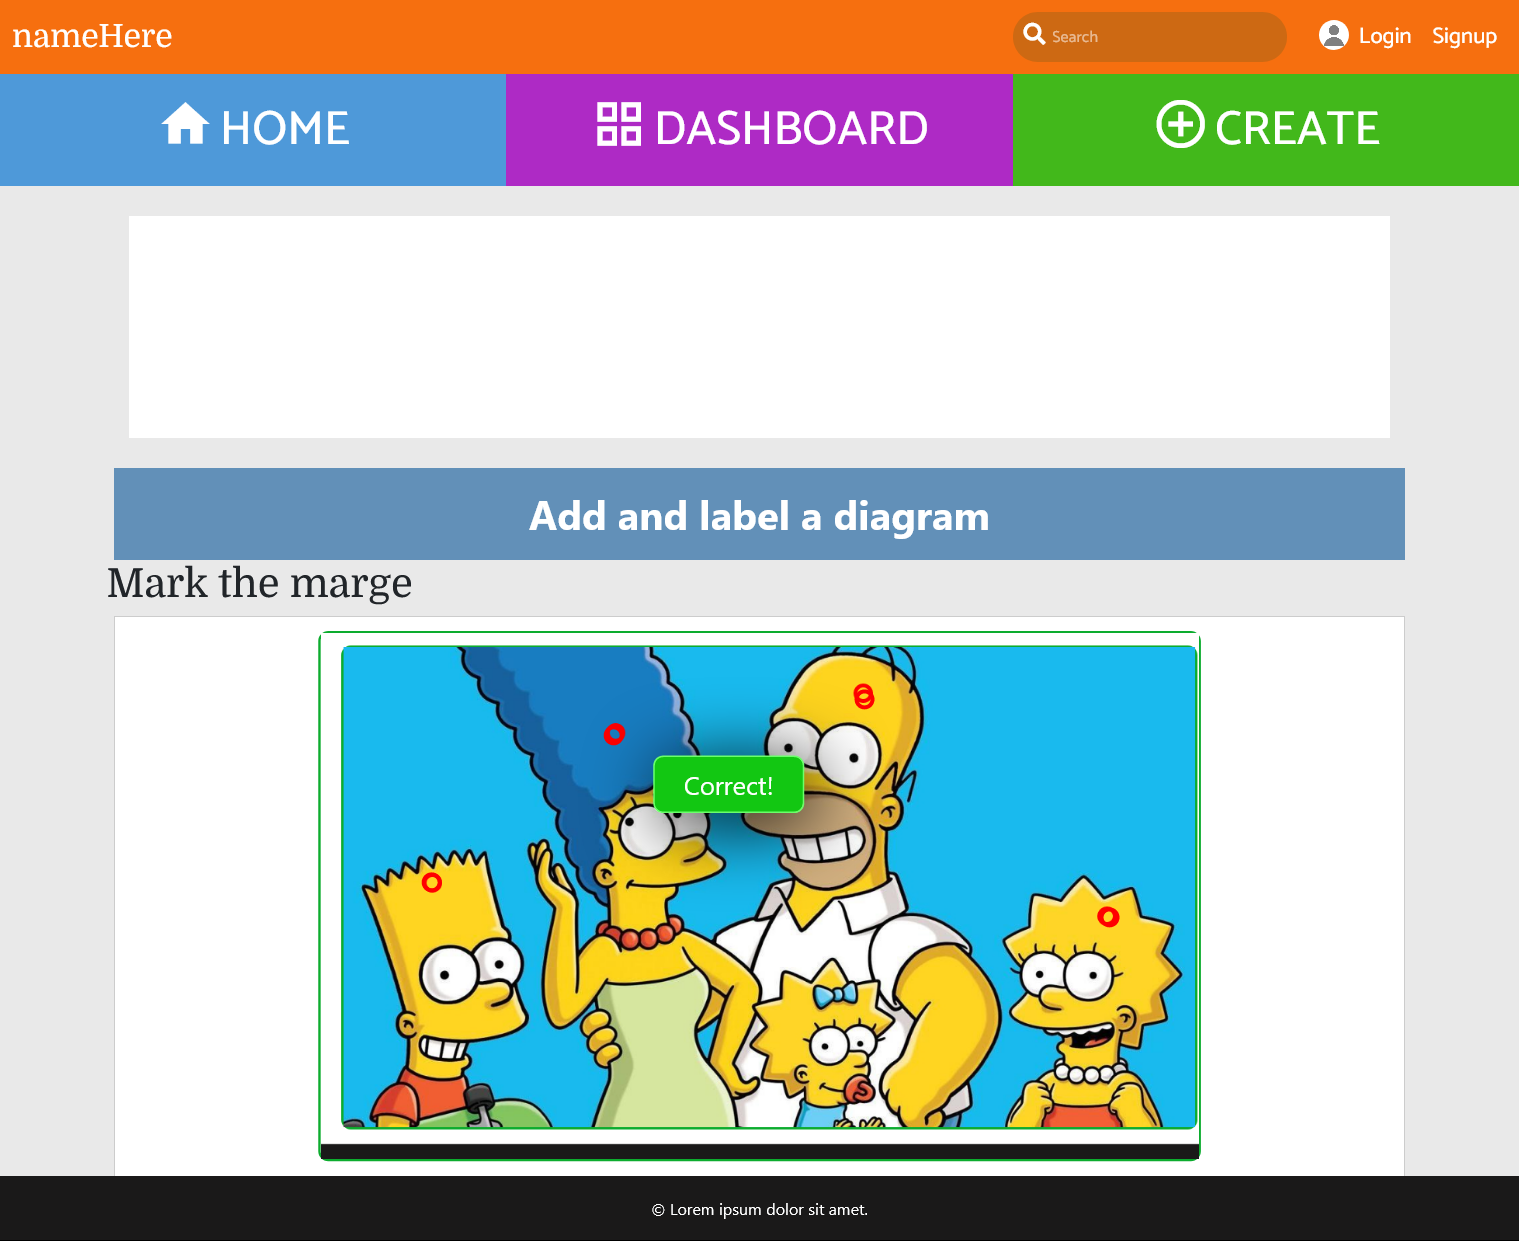 nameHere
Search
Login
Signup
HOME
DASHBOARD
CREATE
Add and label a diagram
Mark the marge
Correct!
© Lorem ipsum dolor sit amet.